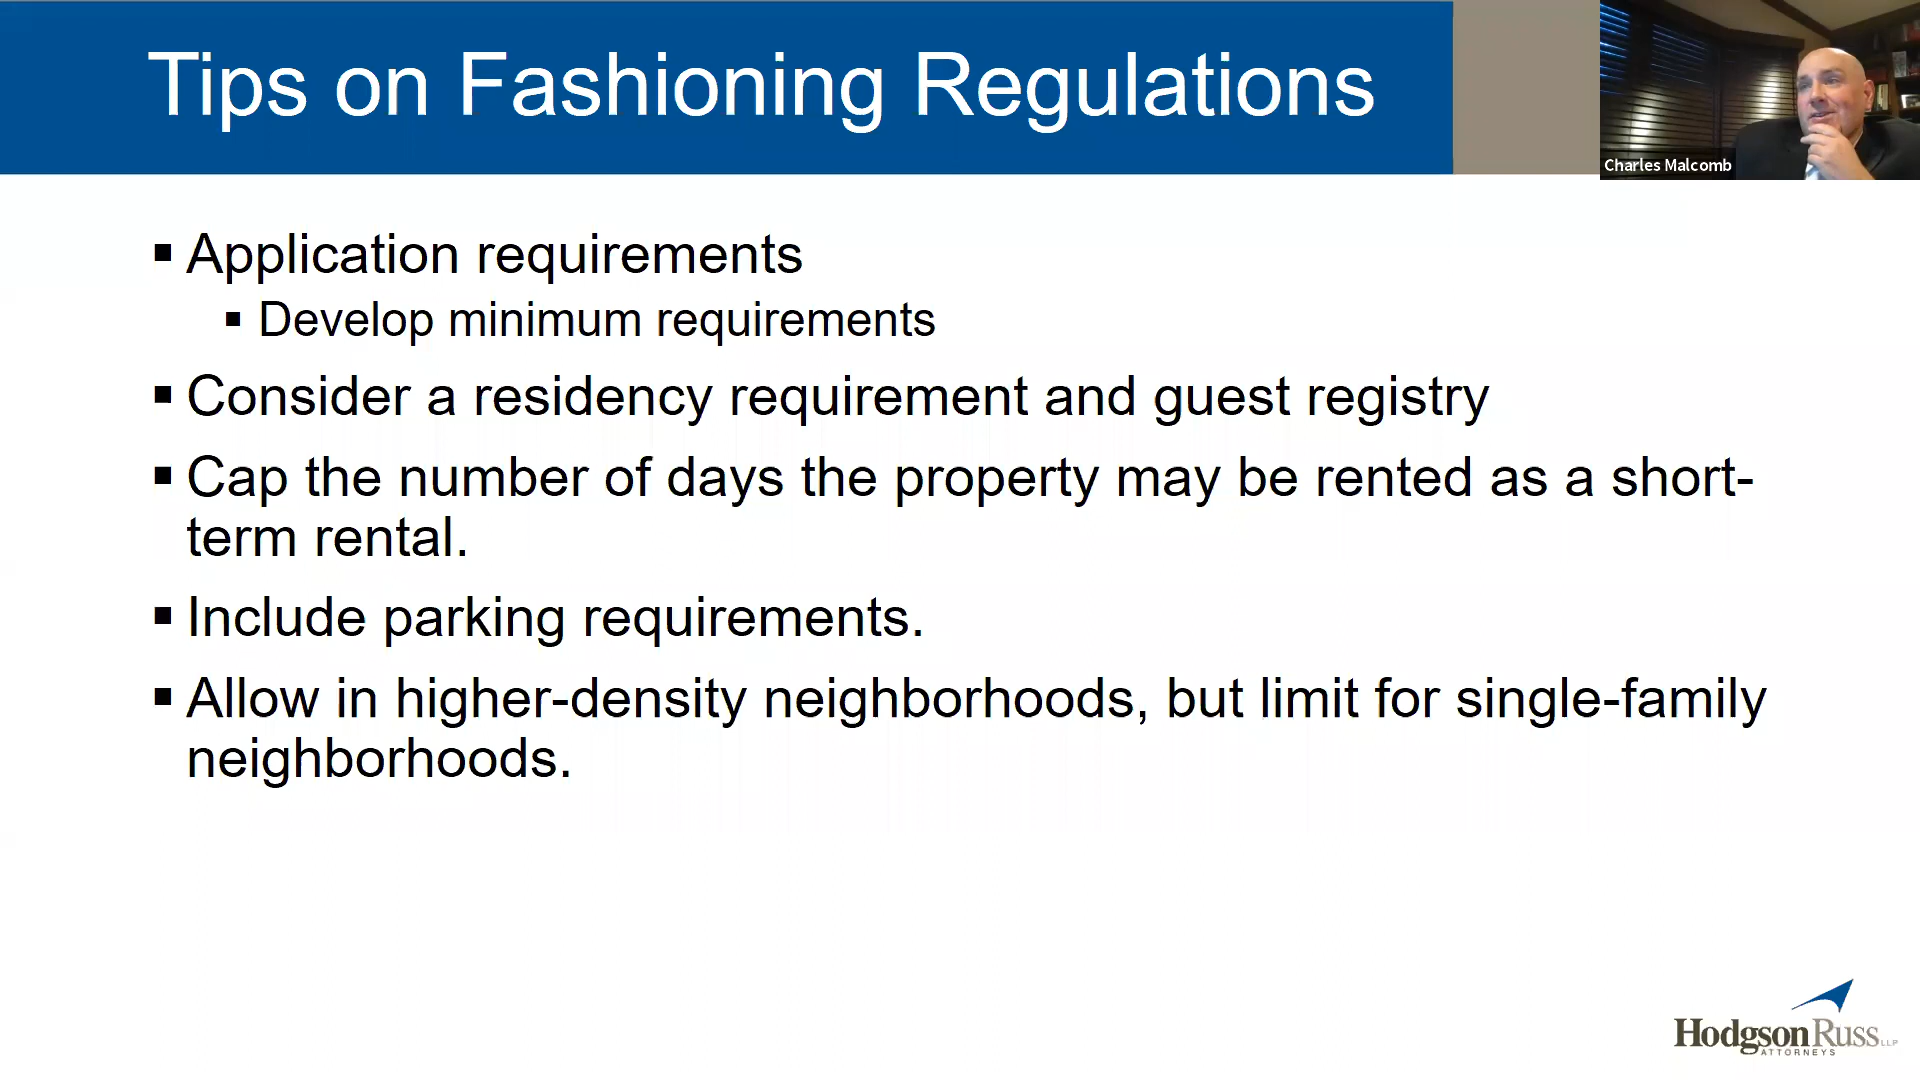 Tips on Fashioning Regulations
Charles Malcomb
▪ Application requirements
▪ Develop minimum requirements
▪ Consider a residency requirement and guest registry
▪ Cap the number of days the property may be rented as a short-
term rental.
▪ Include parking requirements.
▪ Allow in higher-density neighborhoods, but limit for single-family
neighborhoods.
HodgsonRuss LLP
ATTORNEYS